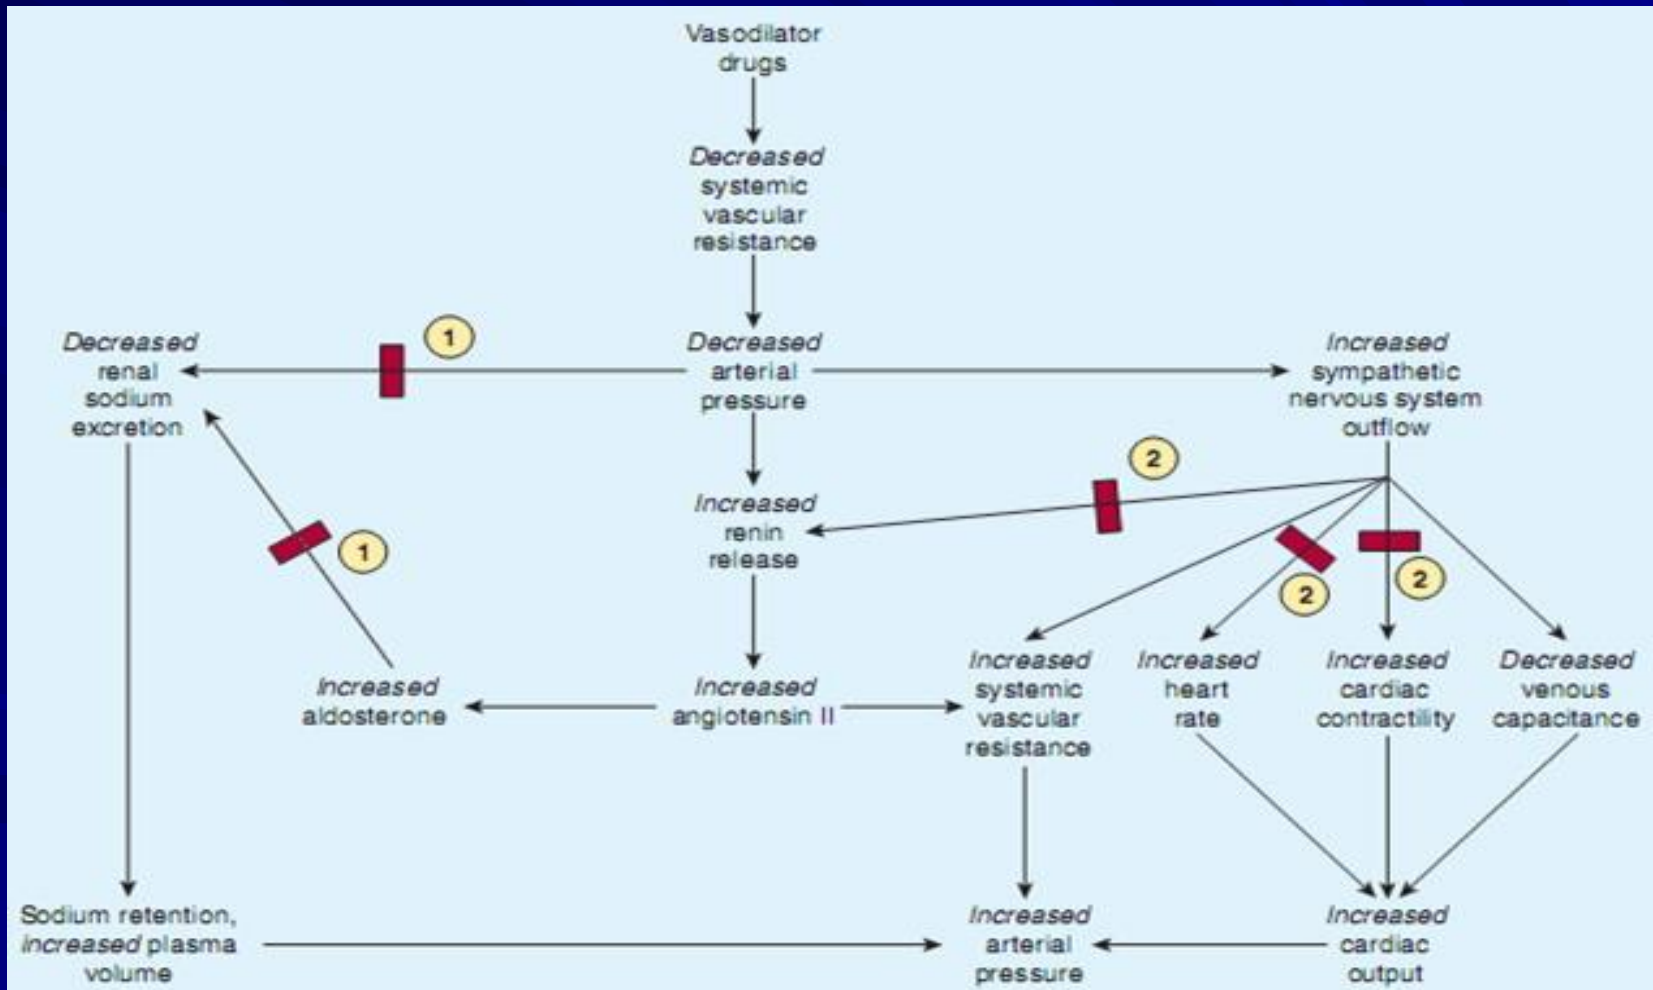 Vasodilator
drugs
Decreased
systemic
vascular
resistance
Decreased
renal
sodium
excretion
1
Decreased
arterial
pressure
Increased
sympathetic
nervous system
outflow
2
Increased
renin
release
1
2
2
Increased
aldosterone
Increased
angiotensin II
Increased
systemic
vascular
resistance
Increased
heart
rate
Increased
cardiac
contractility
Decreased
venous
capacitance
Sodium retention,
increased plasma
volume
Increased
arterial
pressure
Increased
cardiac
output